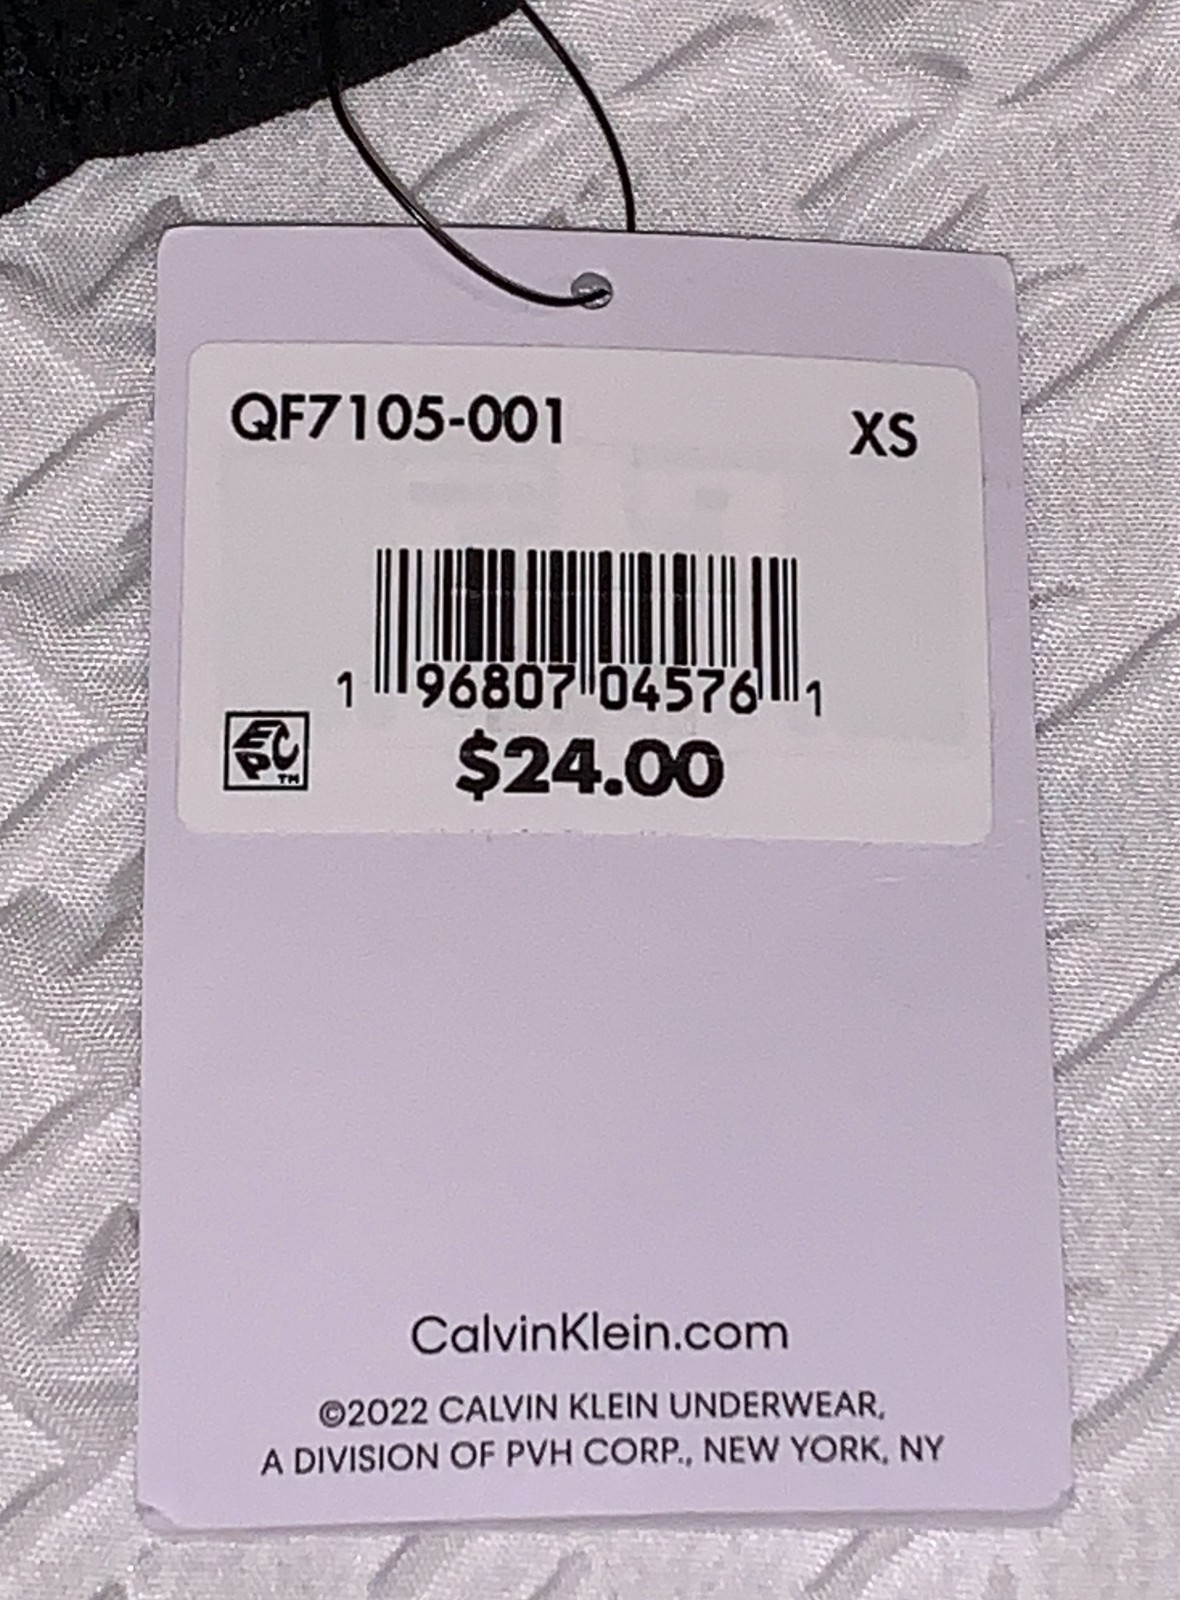 QF7105-001 XS
1 96807 04576 1
EPC™
$24.00
CalvinKlein.com
©2022 CALVIN KLEIN UNDERWEAR,
A DIVISION OF PVH CORP., NEW YORK, NY